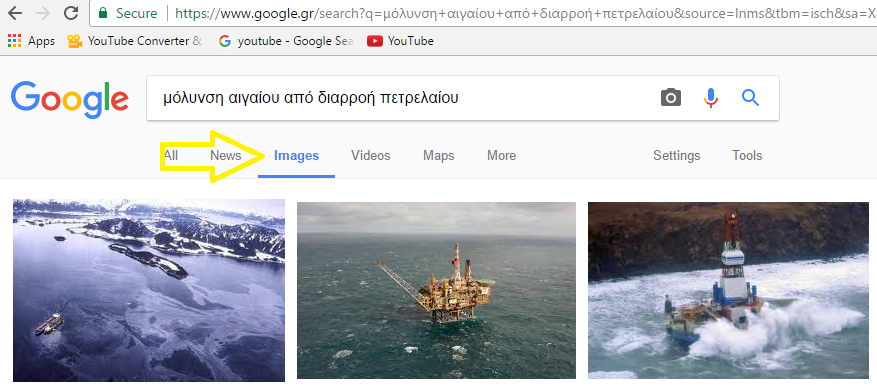 Secure https://www.google.gr/search?q=μόλυνση+αιγαίου+από+διαρροή+πετρελαίου&source=lnms&tbm=isch&sa=X
Apps YouTube Converter & youtube - Google Sea YouTube
Google μόλυνση αιγαίου από διαρροή πετρελαίου
All News Images Videos Maps More Settings Tools